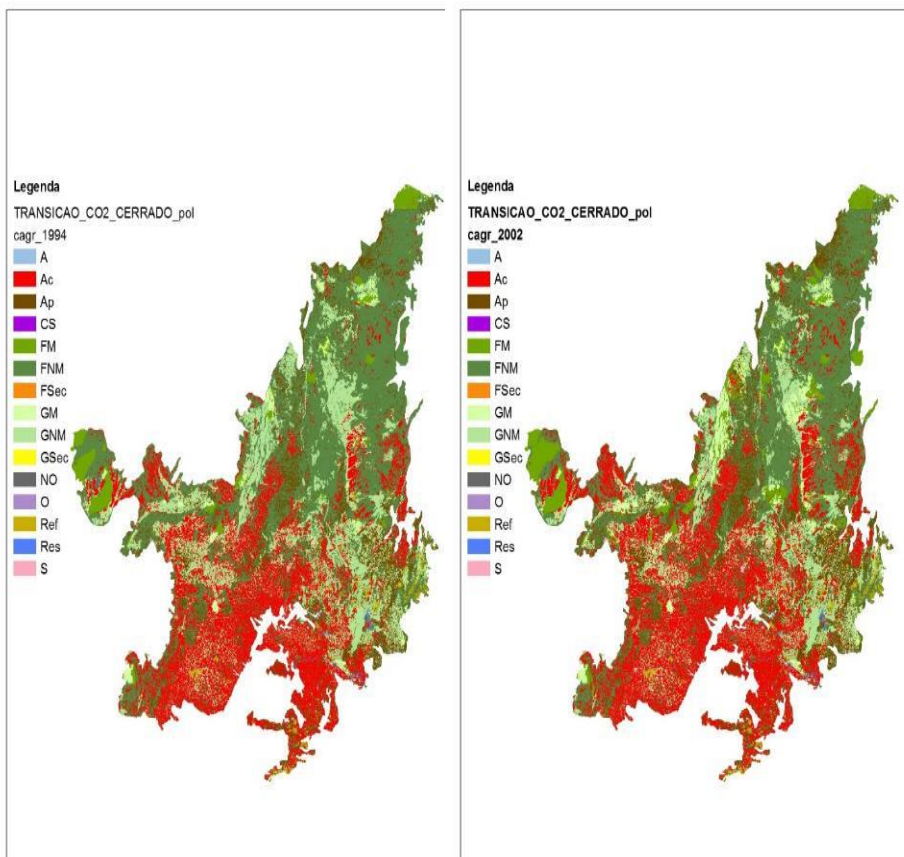 Legenda
TRANSICAO_CO2_CERRADO_pol
cagr_1994
A
Ac
Ap
CS
FM
FNM
FSec
GM
GNM
GSec
NO
O
Ref
Res
S
Legenda
TRANSICAO_CO2_CERRADO_pol
cagr_2002
A
Ac
Ap
CS
FM
FNM
FSec
GM
GNM
GSec
NO
O
Ref
Res
S